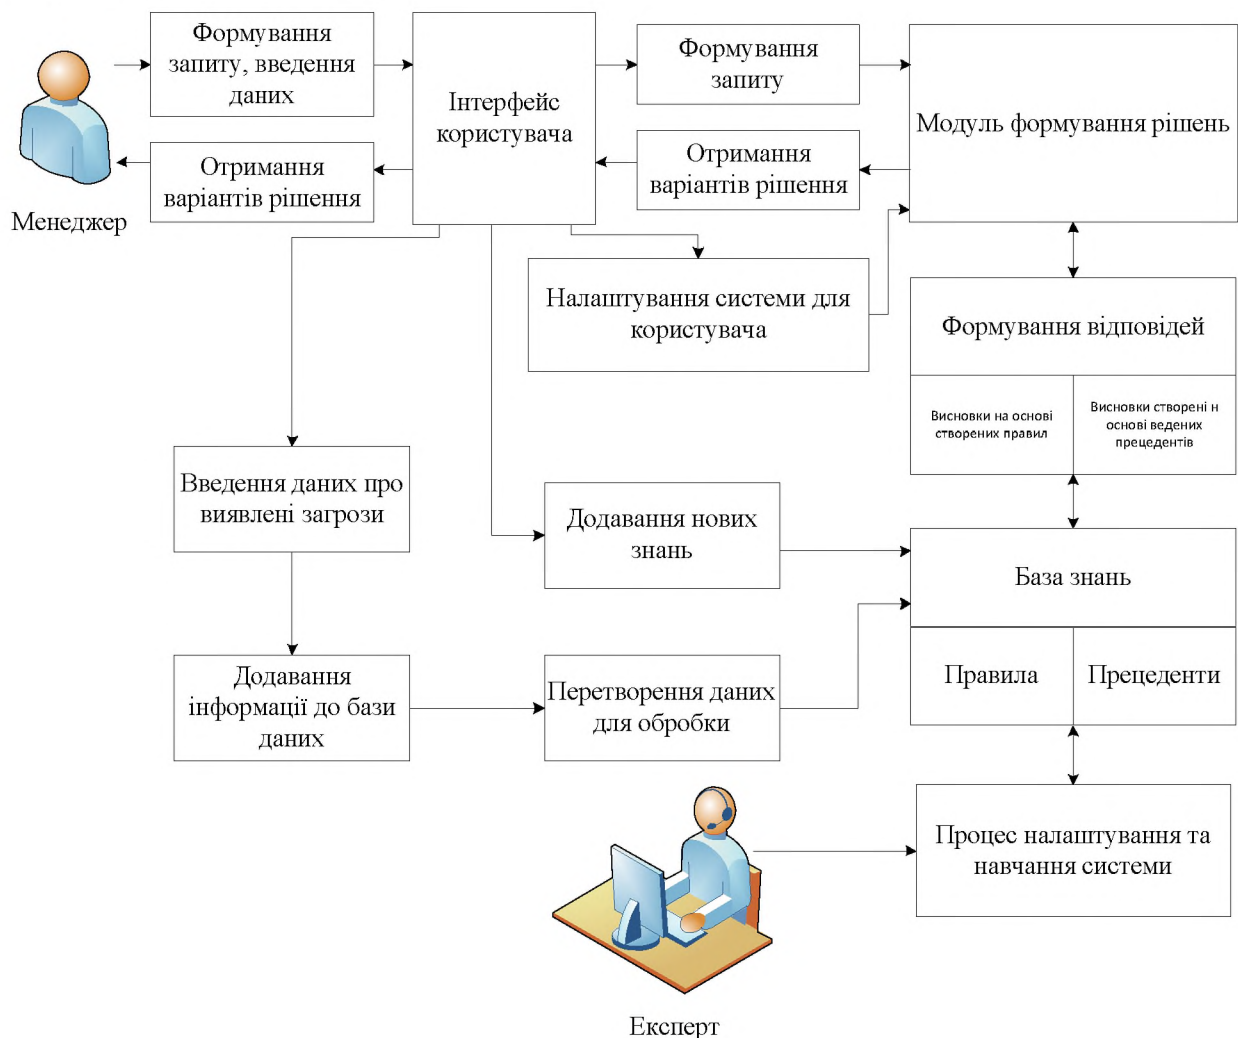 Формування
запиту, введення
даних
Інтерфейс
користувача
Формування
запиту
Модуль формування рішень
Отримання
варіантів рішення
Отримання
варіантів рішення
Менеджер
Налаштування системи для
користувача
Формування відповідей
Висновки на основі
створених правил
Висновки створені н
основі ведених
прецедентів
Введення даних про
виявлені загрози
Додавання нових
знань
База знань
Правила
Прецеденти
Додавання
інформації до бази
даних
Перетворення даних
для обробки
Процес налаштування та
навчання системи
Експерт